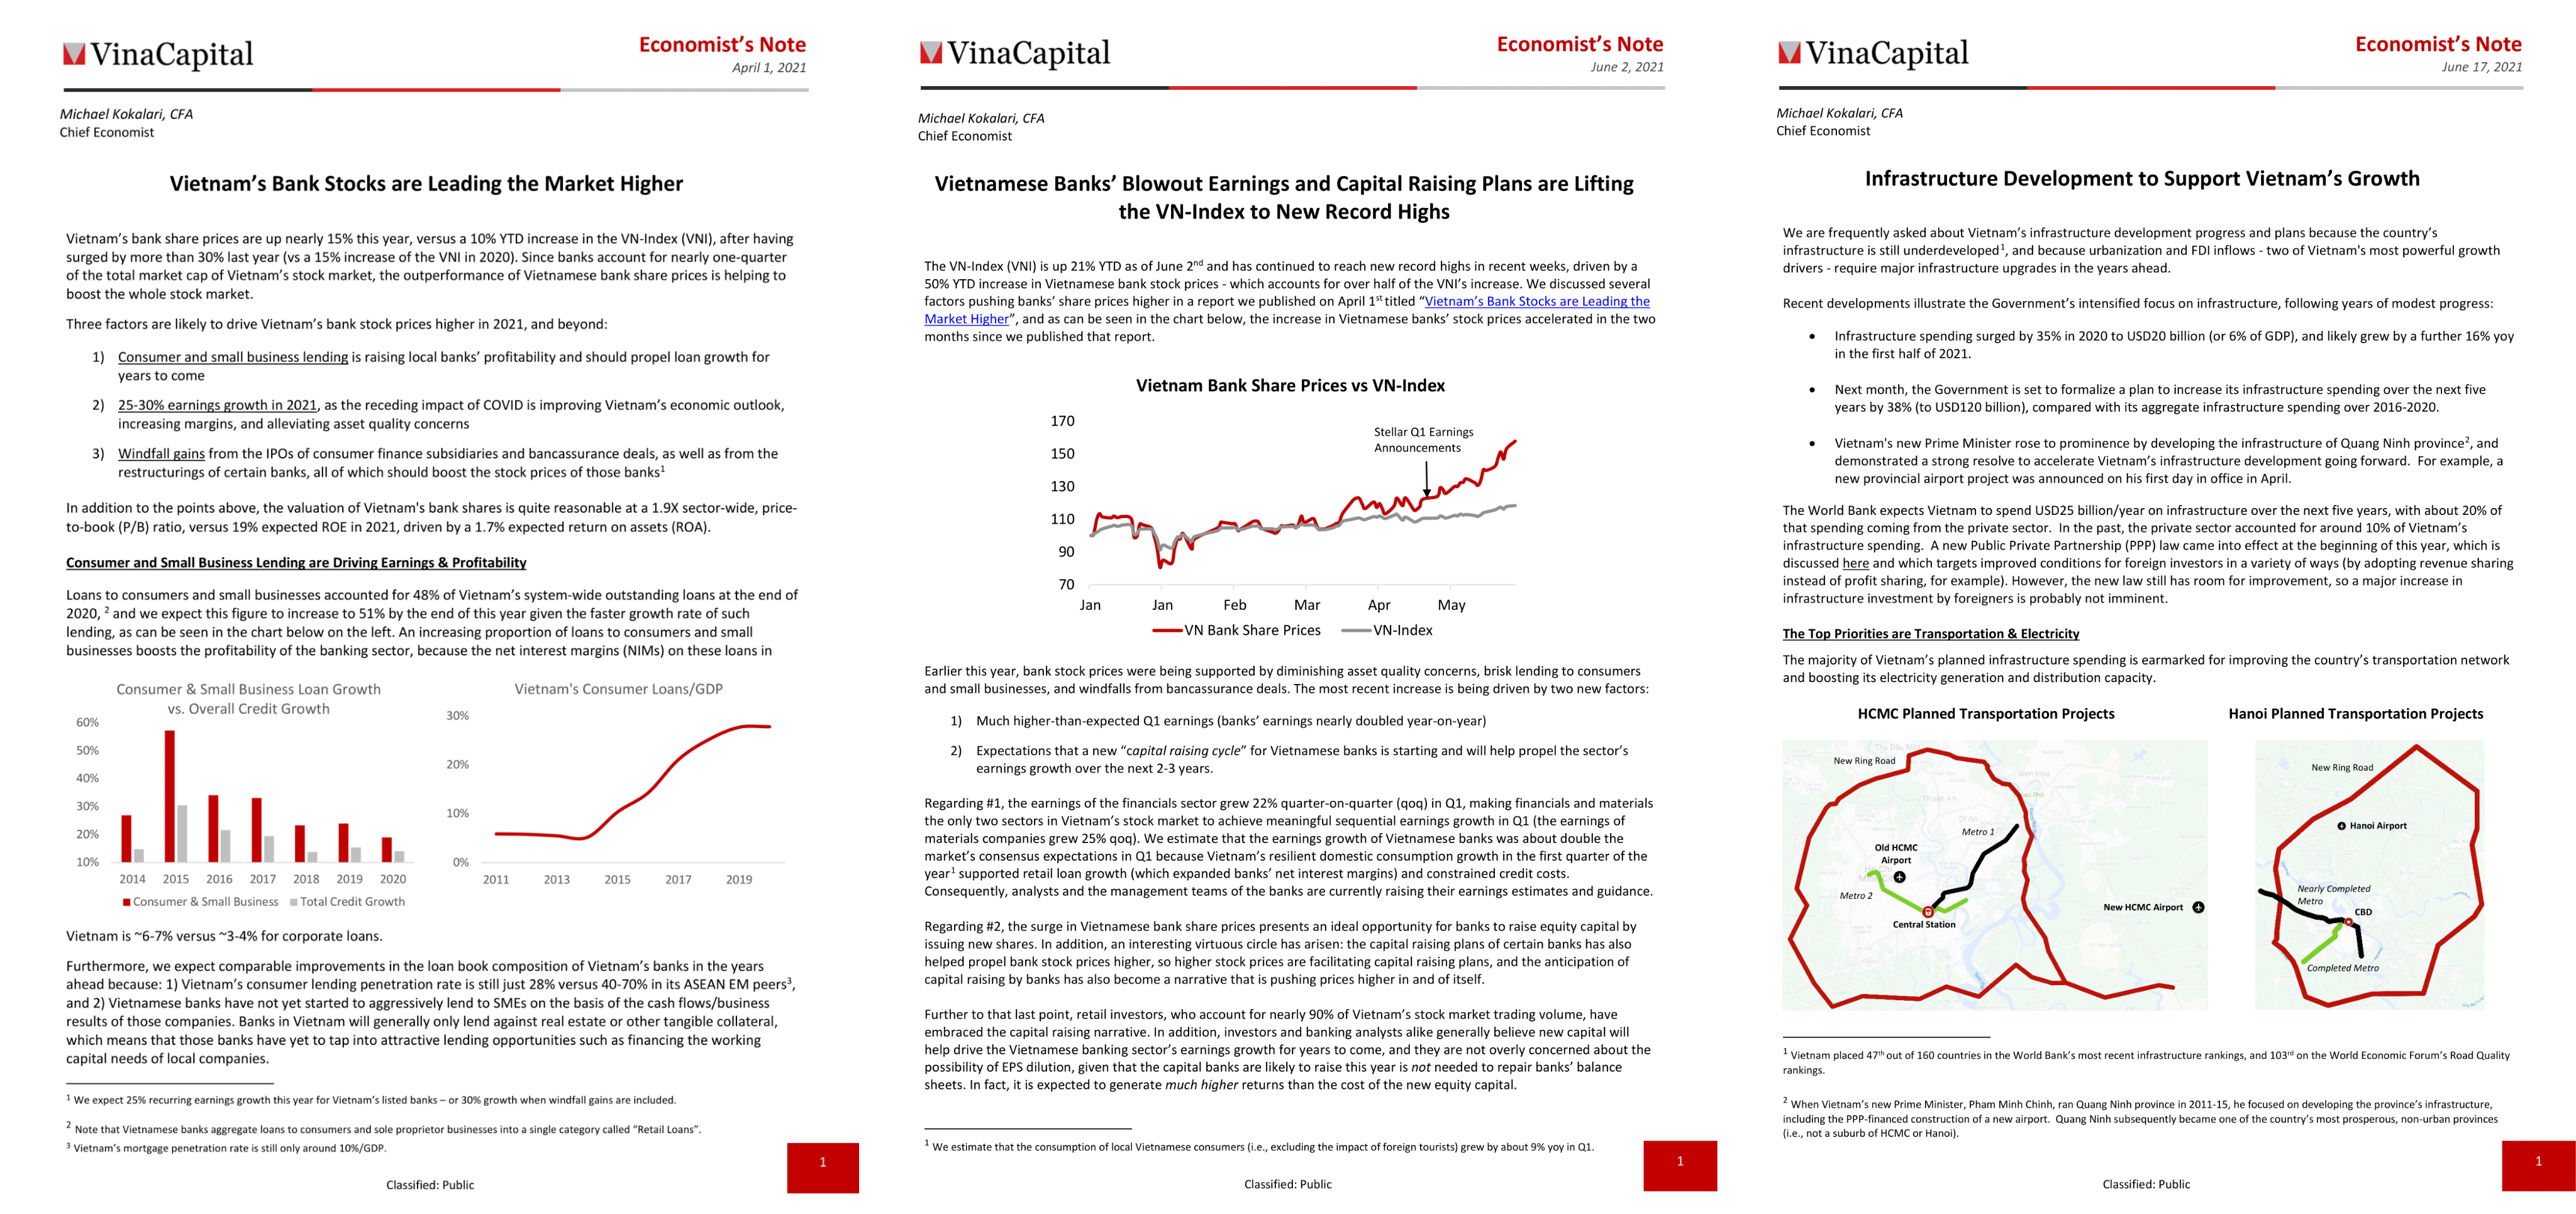 VinaCapital
Economist's Note
April 1, 2021
Michael Kokalari, CFA
Chief Economist
Vietnam's Bank Stocks are Leading the Market Higher
Vietnam's bank share prices are up nearly 15% this year, versus a 10% YTD increase in the VN-Index (VNI), after having
surged by more than 30% last year (vs a 15% increase of the VNI in 2020). Since banks account for nearly one-quarter
of the total market cap of Vietnam's stock market, the outperformance of Vietnamese bank share prices is helping to
boost the whole stock market.
Three factors are likely to drive Vietnam's bank stock prices higher in 2021, and beyond:
1) Consumer and small business lending is raising local banks' profitability and should propel loan growth for
years to come
2) 25-30% earnings growth in 2021, as the receding impact of COVID is improving Vietnam's economic outlook,
increasing margins, and alleviating asset quality concerns
3) Windfall gains from the IPOs of consumer finance subsidiaries and bancassurance deals, as well as from the
restructurings of certain banks, all of which should boost the stock prices of those banks1
In addition to the points above, the valuation of Vietnam's bank shares is quite reasonable at a 1.9X sector-wide, price-
to-book (P/B) ratio, versus 19% expected ROE in 2021, driven by a 1.7% expected return on assets (ROA).
Consumer and Small Business Lending are Driving Earnings & Profitability
Loans to consumers and small businesses accounted for 48% of Vietnam's system-wide outstanding loans at the end of
2020, 2 and we expect this figure to increase to 51% by the end of this year given the faster growth rate of such
lending, as can be seen in the chart below on the left. An increasing proportion of loans to consumers and small
businesses boosts the profitability of the banking sector, because the net interest margins (NIMs) on these loans in
Consumer & Small Business Loan Growth
vs. Overall Credit Growth
60%
50%
40%
30%
20%
10%
2014 2015 2016 2017 2018 2019 2020
Consumer & Small Business Total Credit Growth
Vietnam's Consumer Loans/GDP
30%
20%
10%
0%
2011 2013 2015 2017 2019
Vietnam is ~6-7% versus ~3-4% for corporate loans.
Furthermore, we expect comparable improvements in the loan book composition of Vietnam's banks in the years
ahead because: 1) Vietnam's consumer lending penetration rate is still just 28% versus 40-70% in its ASEAN EM peers3,
and 2) Vietnamese banks have not yet started to aggressively lend to SMEs on the basis of the cash flows/business
results of those companies. Banks in Vietnam will generally only lend against real estate or other tangible collateral,
which means that those banks have yet to tap into attractive lending opportunities such as financing the working
capital needs of local companies.
1 We expect 25% recurring earnings growth this year for Vietnam's listed banks – or 30% growth when windfall gains are included.
2 Note that Vietnamese banks aggregate loans to consumers and sole proprietor businesses into a single category called "Retail Loans".
3 Vietnam's mortgage penetration rate is still only around 10%/GDP.
1
Classified: Public
VinaCapital
Economist's Note
June 2, 2021
Michael Kokalari, CFA
Chief Economist
Vietnamese Banks' Blowout Earnings and Capital Raising Plans are Lifting
the VN-Index to New Record Highs
The VN-Index (VNI) is up 21% YTD as of June 2nd and has continued to reach new record highs in recent weeks, driven by a
50% YTD increase in Vietnamese bank stock prices - which accounts for over half of the VNI's increase. We discussed several
factors pushing banks' share prices higher in a report we published on April 1st titled "Vietnam's Bank Stocks are Leading the
Market Higher", and as can be seen in the chart below, the increase in Vietnamese banks' stock prices accelerated in the two
months since we published that report.
Vietnam Bank Share Prices vs VN-Index
170
150
130
110
90
70
Stellar Q1 Earnings
Announcements
Jan Jan Feb Mar Apr May
VN Bank Share Prices VN-Index
Earlier this year, bank stock prices were being supported by diminishing asset quality concerns, brisk lending to consumers
and small businesses, and windfalls from bancassurance deals. The most recent increase is being driven by two new factors:
1) Much higher-than-expected Q1 earnings (banks' earnings nearly doubled year-on-year)
2) Expectations that a new "capital raising cycle" for Vietnamese banks is starting and will help propel the sector's
earnings growth over the next 2-3 years.
Regarding #1, the earnings of the financials sector grew 22% quarter-on-quarter (qoq) in Q1, making financials and materials
the only two sectors in Vietnam's stock market to achieve meaningful sequential earnings growth in Q1 (the earnings of
materials companies grew 25% qoq). We estimate that the earnings growth of Vietnamese banks was about double the
market's consensus expectations in Q1 because Vietnam's resilient domestic consumption growth in the first quarter of the
year1 supported retail loan growth (which expanded banks' net interest margins) and constrained credit costs.
Consequently, analysts and the management teams of the banks are currently raising their earnings estimates and guidance.
Regarding #2, the surge in Vietnamese bank share prices presents an ideal opportunity for banks to raise equity capital by
issuing new shares. In addition, an interesting virtuous circle has arisen: the capital raising plans of certain banks has also
helped propel bank stock prices higher, so higher stock prices are facilitating capital raising plans, and the anticipation of
capital raising by banks has also become a narrative that is pushing prices higher in and of itself.
Further to that last point, retail investors, who account for nearly 90% of Vietnam's stock market trading volume, have
embraced the capital raising narrative. In addition, investors and banking analysts alike generally believe new capital will
help drive the Vietnamese banking sector's earnings growth for years to come, and they are not overly concerned about the
possibility of EPS dilution, given that the capital banks are likely to raise this year is not needed to repair banks' balance
sheets. In fact, it is expected to generate much higher returns than the cost of the new equity capital.
1 We estimate that the consumption of local Vietnamese consumers (i.e., excluding the impact of foreign tourists) grew by about 9% yoy in Q1.
1
Classified: Public
VinaCapital
Economist's Note
June 17, 2021
Michael Kokalari, CFA
Chief Economist
Infrastructure Development to Support Vietnam's Growth
We are frequently asked about Vietnam's infrastructure development progress and plans because the country's
infrastructure is still underdeveloped1, and because urbanization and FDI inflows - two of Vietnam's most powerful growth
drivers - require major infrastructure upgrades in the years ahead.
Recent developments illustrate the Government's intensified focus on infrastructure, following years of modest progress:
• Infrastructure spending surged by 35% in 2020 to USD20 billion (or 6% of GDP), and likely grew by a further 16% yoy
in the first half of 2021.
• Next month, the Government is set to formalize a plan to increase its infrastructure spending over the next five
years by 38% (to USD120 billion), compared with its aggregate infrastructure spending over 2016-2020.
• Vietnam's new Prime Minister rose to prominence by developing the infrastructure of Quang Ninh province2, and
demonstrated a strong resolve to accelerate Vietnam's infrastructure development going forward. For example, a
new provincial airport project was announced on his first day in office in April.
The World Bank expects Vietnam to spend USD25 billion/year on infrastructure over the next five years, with about 20% of
that spending coming from the private sector. In the past, the private sector accounted for around 10% of Vietnam's
infrastructure spending. A new Public Private Partnership (PPP) law came into effect at the beginning of this year, which is
discussed here and which targets improved conditions for foreign investors in a variety of ways (by adopting revenue sharing
instead of profit sharing, for example). However, the new law still has room for improvement, so a major increase in
infrastructure investment by foreigners is probably not imminent.
The Top Priorities are Transportation & Electricity
The majority of Vietnam's planned infrastructure spending is earmarked for improving the country's transportation network
and boosting its electricity generation and distribution capacity.
HCMC Planned Transportation Projects
New Ring Road
Thuan An
Di An
Metro 1
Old HCMC
Airport
Metro 2
Central Station
New HCMC Airport
Hanoi Planned Transportation Projects
New Ring Road
Hanoi Airport
Nearly Completed
Metro
CBD
Completed Metro
1 Vietnam placed 47th out of 160 countries in the World Bank's most recent infrastructure rankings, and 103rd on the World Economic Forum's Road Quality
rankings.
2 When Vietnam's new Prime Minister, Pham Minh Chinh, ran Quang Ninh province in 2011-15, he focused on developing the province's infrastructure,
including the PPP-financed construction of a new airport. Quang Ninh subsequently became one of the country's most prosperous, non-urban provinces
(i.e., not a suburb of HCMC or Hanoi).
1
Classified: Public